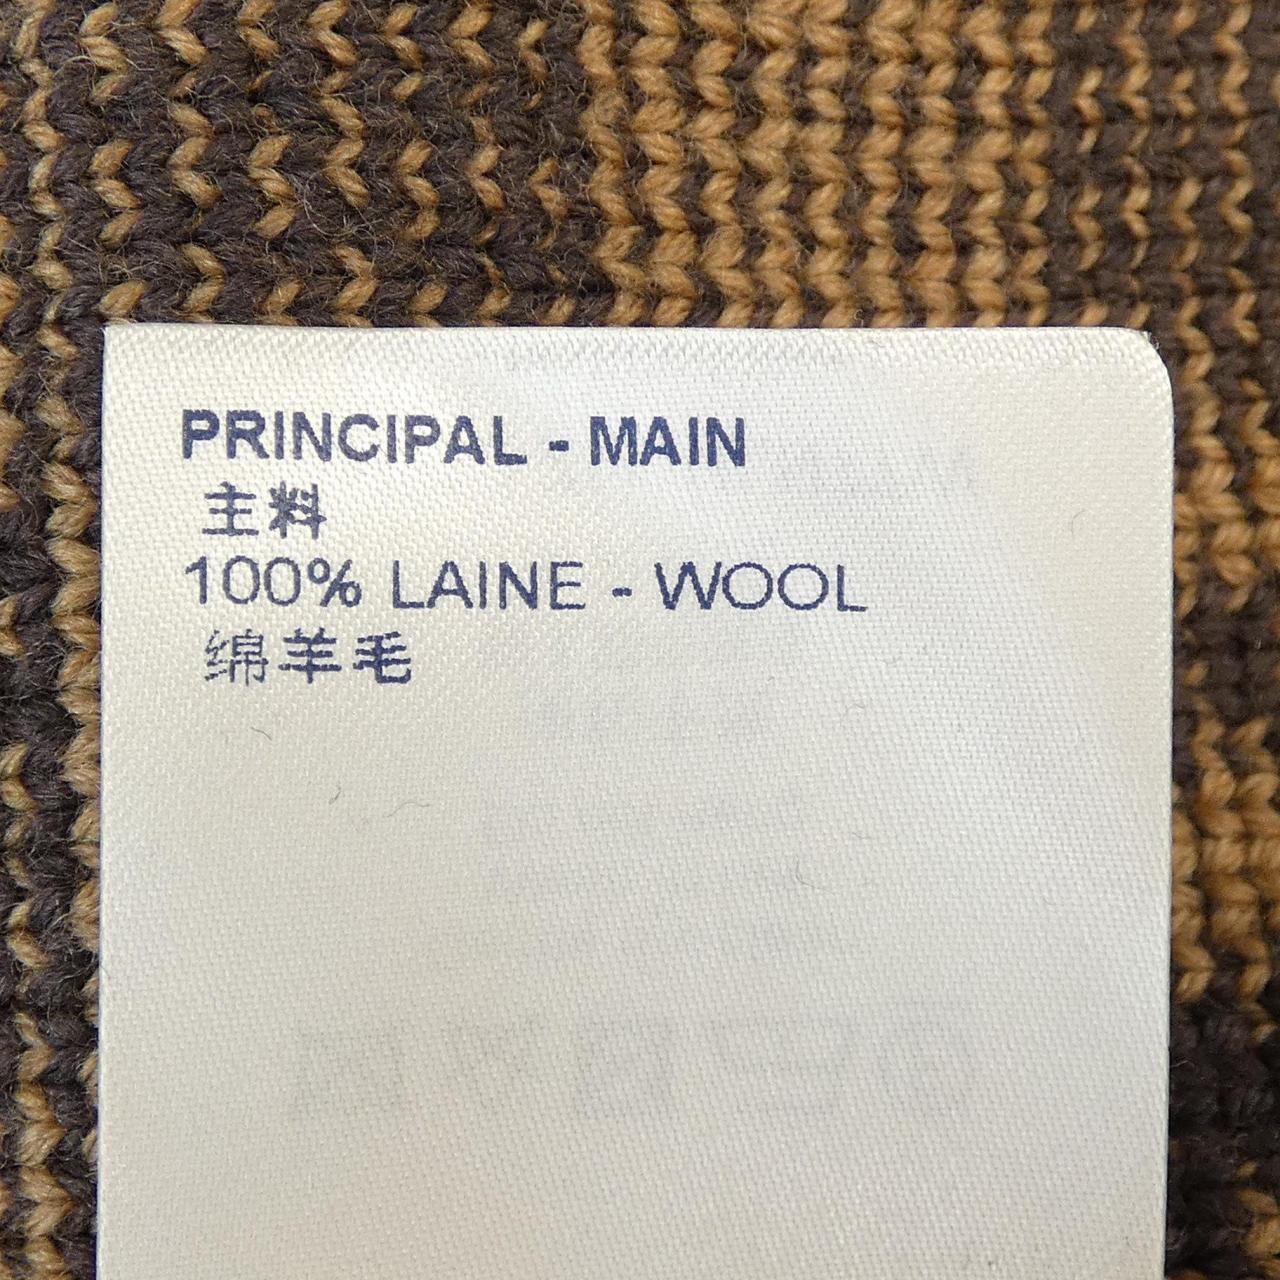 PRINCIPAL - MAIN
主料
100% LAINE - WOOL
绵羊毛